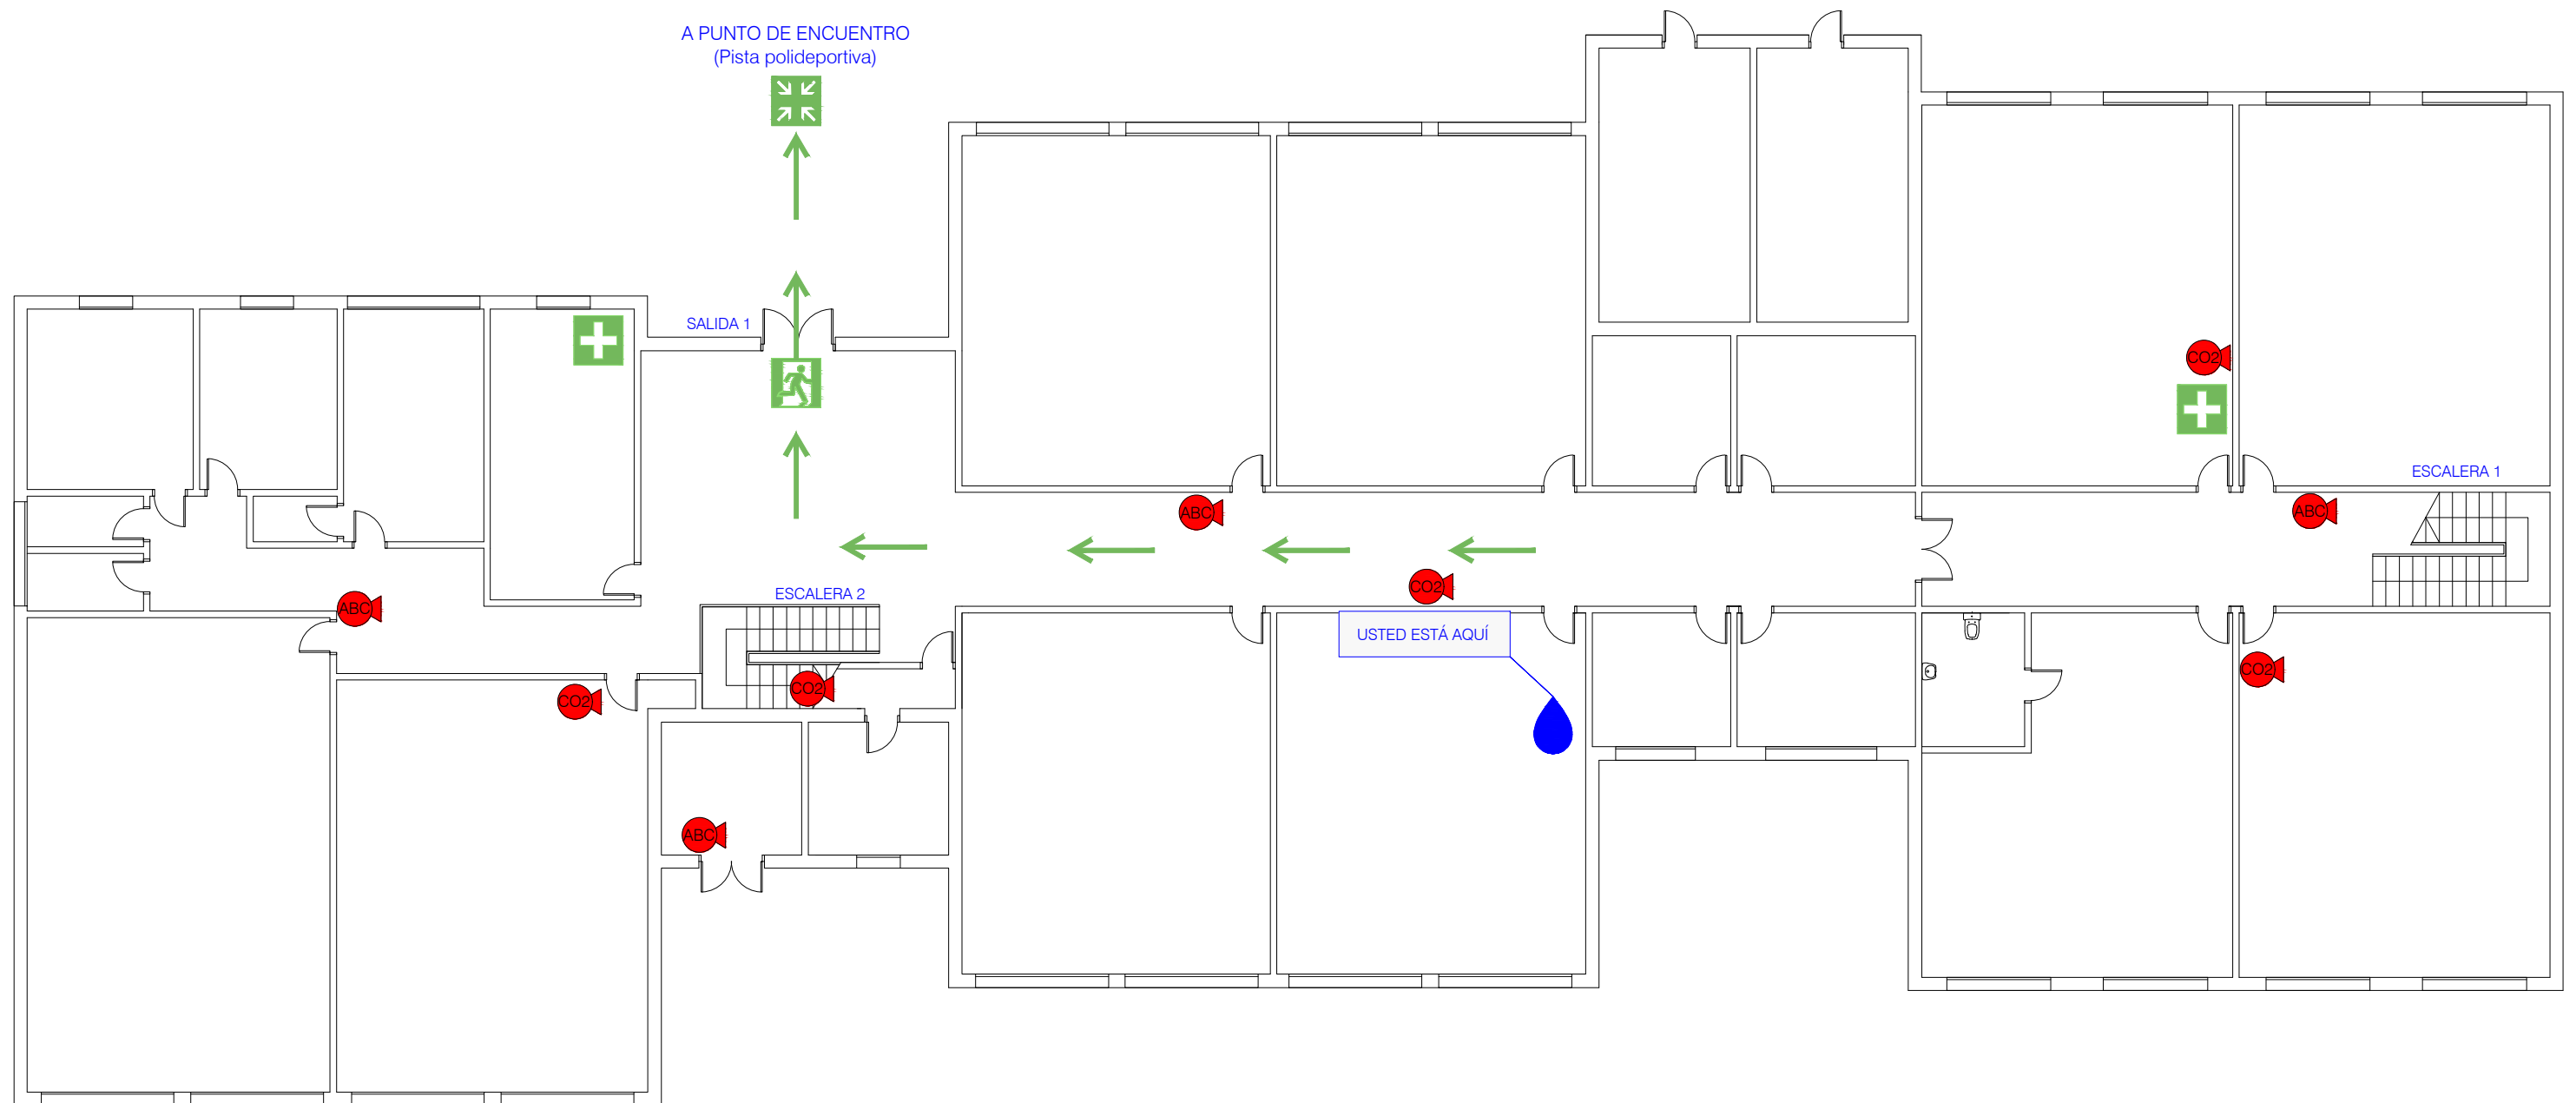 A PUNTO DE ENCUENTRO
(Pista polideportiva)
SALIDA 1
CO2
ESCALERA 1
ABC
ABC
CO2
ESCALERA 2
ABC
USTED ESTÁ AQUÍ
CO2
CO2
CO2
ABC